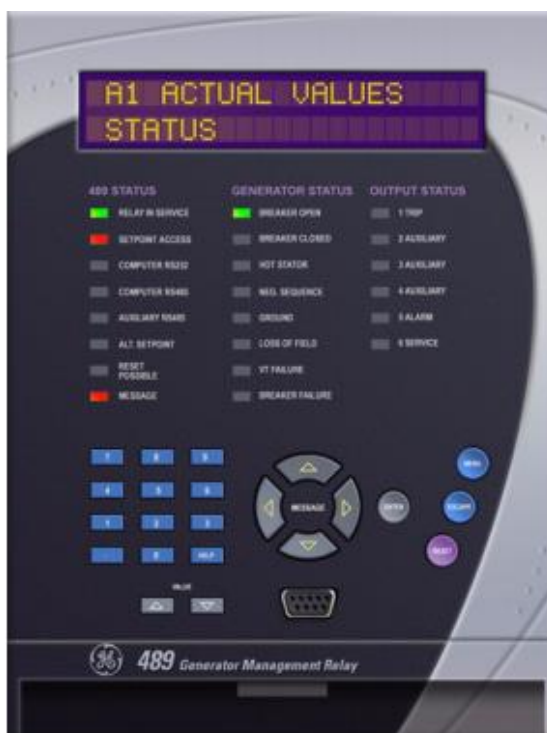 A1 ACTUAL VALUES
STATUS
489 STATUS
RELAY IN SERVICE
SETPOINT ACCESS
COMPUTER RS232
COMPUTER RS485
AUXILIARY RS485
ALT. SETPOINT
RESET
POSSIBLE
MESSAGE
GENERATOR STATUS
BREAKER OPEN
BREAKER CLOSED
HOT STATOR
NEG. SEQUENCE
GROUND
LOSS OF FIELD
VT FAILURE
BREAKER FAILURE
OUTPUT STATUS
1 TRIP
2 AUXILIARY
3 AUXILIARY
4 AUXILIARY
5 ALARM
6 SERVICE
7 8 9
4 5 6
1 2 3
. 0 HELP
VALUE
MESSAGE
ENTER
MENU
RESET
GE
489 Generator Management Relay